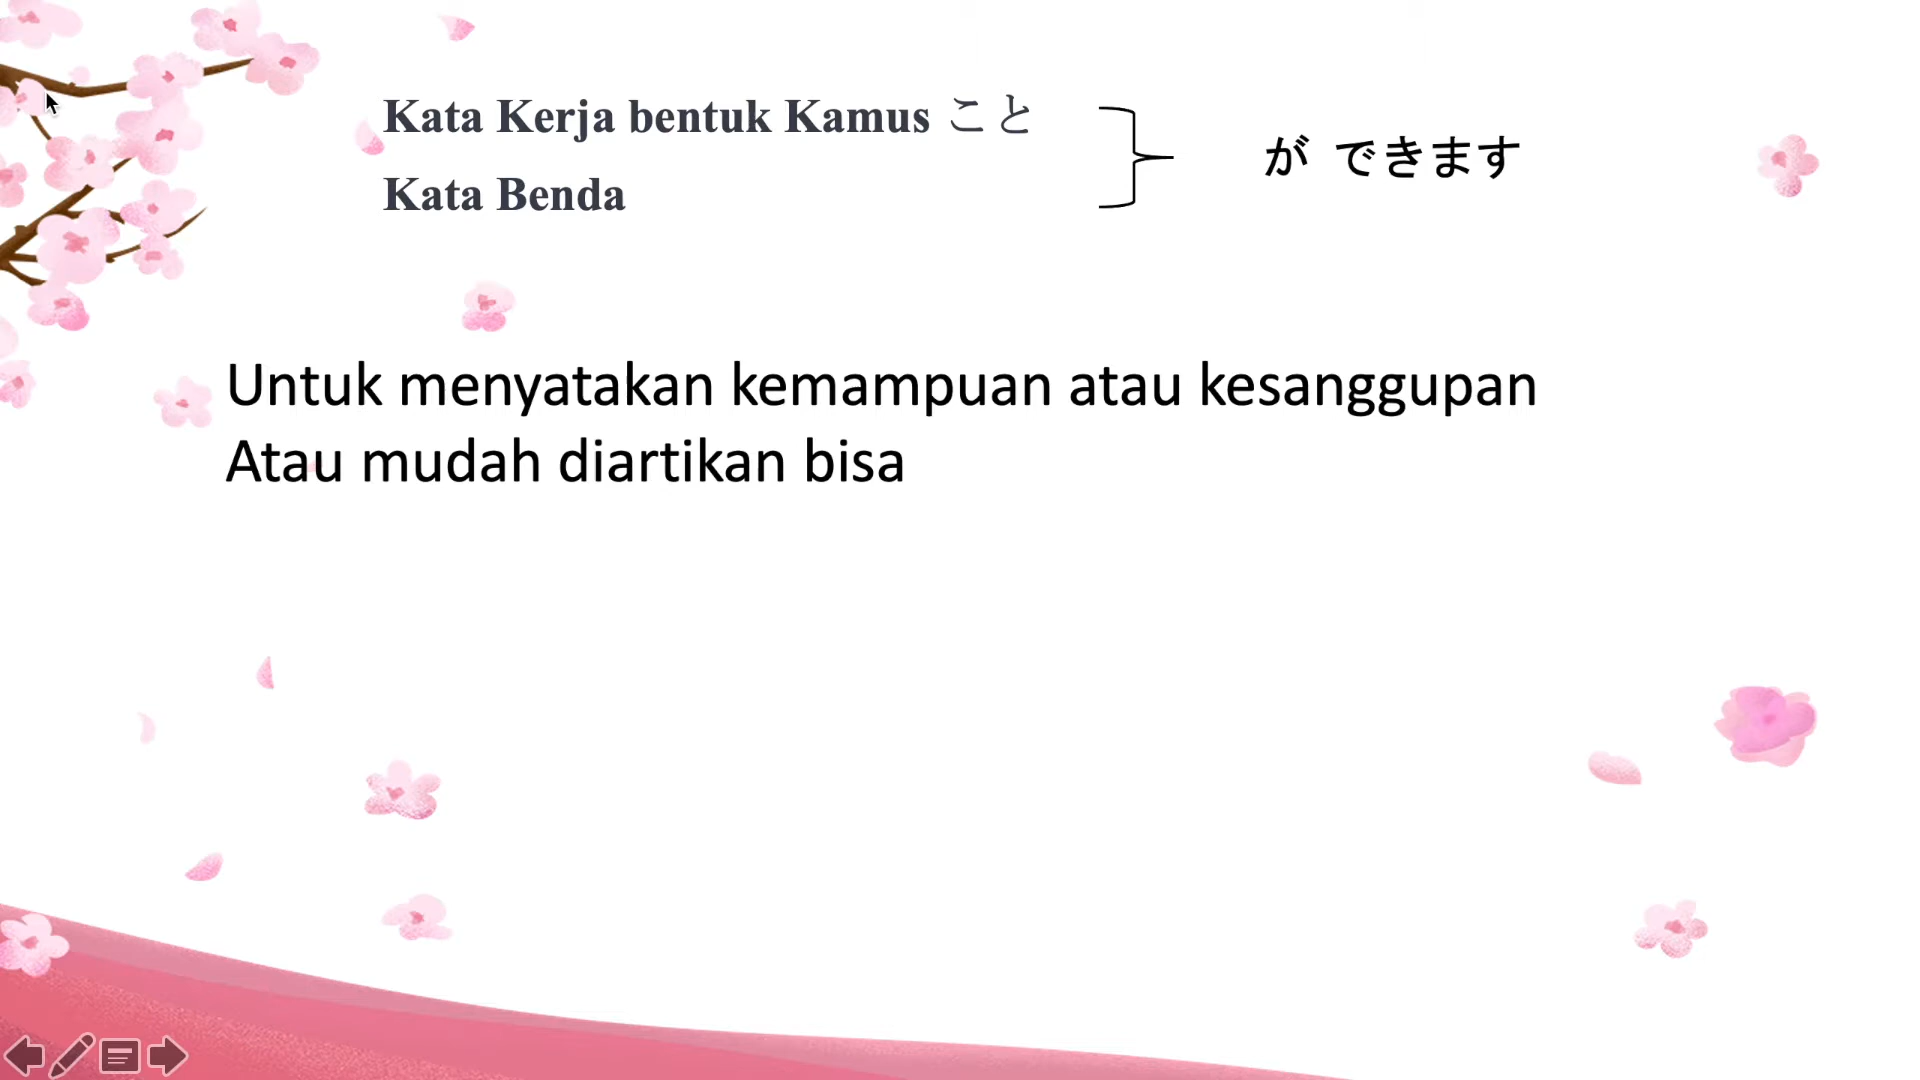 Kata Kerja bentuk Kamus こと
Kata Benda
が できます
Untuk menyatakan kemampuan atau kesanggupan
Atau mudah diartikan bisa